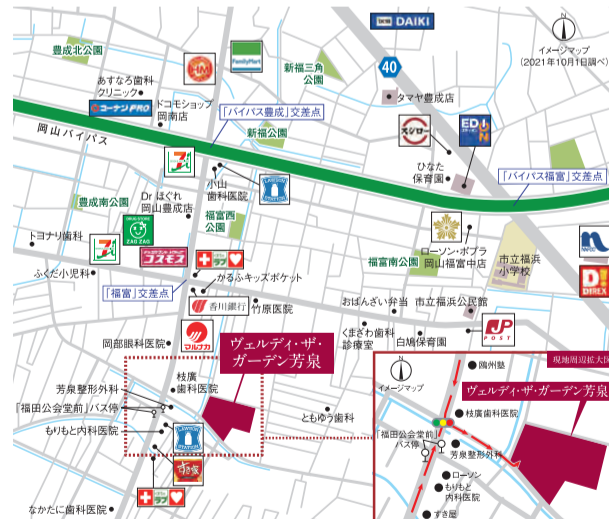 豊成北公園
あすなろ歯科
クリニック
HM
FamilyMart
新福三角
公園
DAIKI
40
イメージマップ
(2021年10月1日調べ)
コーナンPRO
ドコモショップ
岡南店
「バイパス豊成」交差点
タマヤ豊成店
岡山バイパス
新福公園
スシロー
EDION
ひなた
保育園
「バイパス福富」交差点
小山
歯科医院
LAWSON
STATION
豊成南公園
Dr ほぐれ
岡山豊成店
福富西
公園
トヨナリ歯科
DRUG STORE
ZAG ZAG
コスモス
ローソン・ポプラ
岡山福富中店
市立福浜
小学校
福富南公園
ふくだ小児科
ラブ
DIREX
「福富」交差点
かるふキッズポケット
香川銀行
竹原医院
おばんざい弁当
市立福浜公民館
マルナカ
くまざわ歯科
診療室
白鳩保育園
JP
POST
岡部眼科医院
ヴェルディ・ザ・
ガーデン芳泉
枝廣
歯科医院
芳泉整形外科
「福田公会堂前」バス停
もりもと内科医院
LAWSON
STATION
ともゆう歯科
すき家
ラブ
なかたに歯科医院
現地周辺拡大図
鴎州塾
ヴェルディ・ザ・ガーデン芳泉
枝廣歯科医院
「福田公会堂前」
バス停
芳泉整形外科
ローソン
もりもと
内科医院
すき家